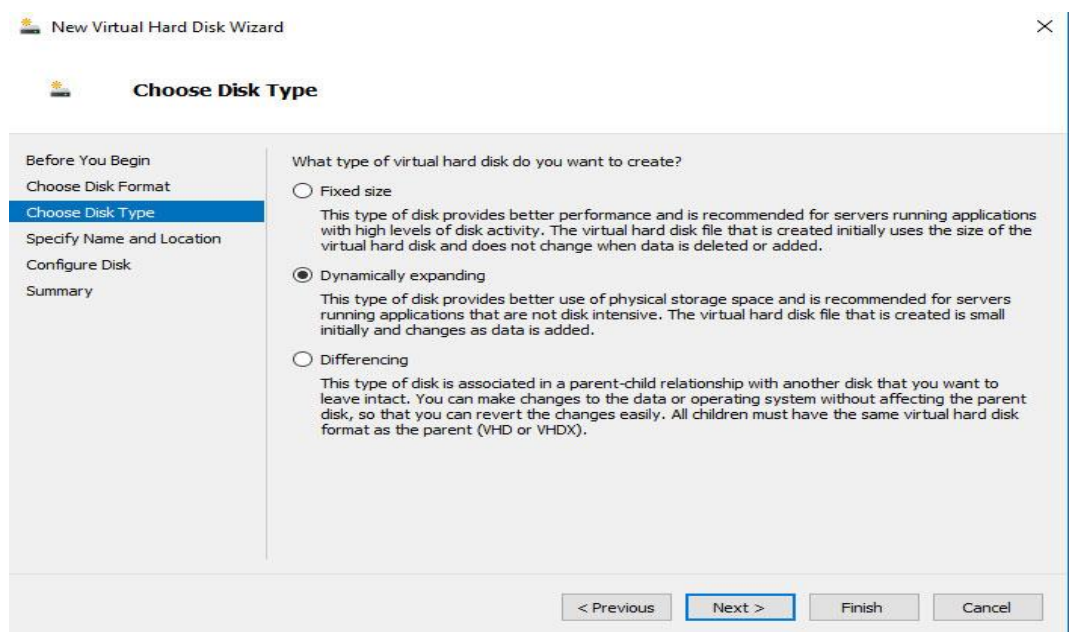 New Virtual Hard Disk Wizard
Choose Disk Type
Before You Begin
Choose Disk Format
Choose Disk Type
Specify Name and Location
Configure Disk
Summary
What type of virtual hard disk do you want to create?
Fixed size
This type of disk provides better performance and is recommended for servers running applications
with high levels of disk activity. The virtual hard disk file that is created initially uses the size of the
virtual hard disk and does not change when data is deleted or added.
Dynamically expanding
This type of disk provides better use of physical storage space and is recommended for servers
running applications that are not disk intensive. The virtual hard disk file that is created is small
initially and changes as data is added.
Differencing
This type of disk is associated in a parent-child relationship with another disk that you want to
leave intact. You can make changes to the data or operating system without affecting the parent
disk, so that you can revert the changes easily. All children must have the same virtual hard disk
format as the parent (VHD or VHDX).
< Previous
Next >
Finish
Cancel